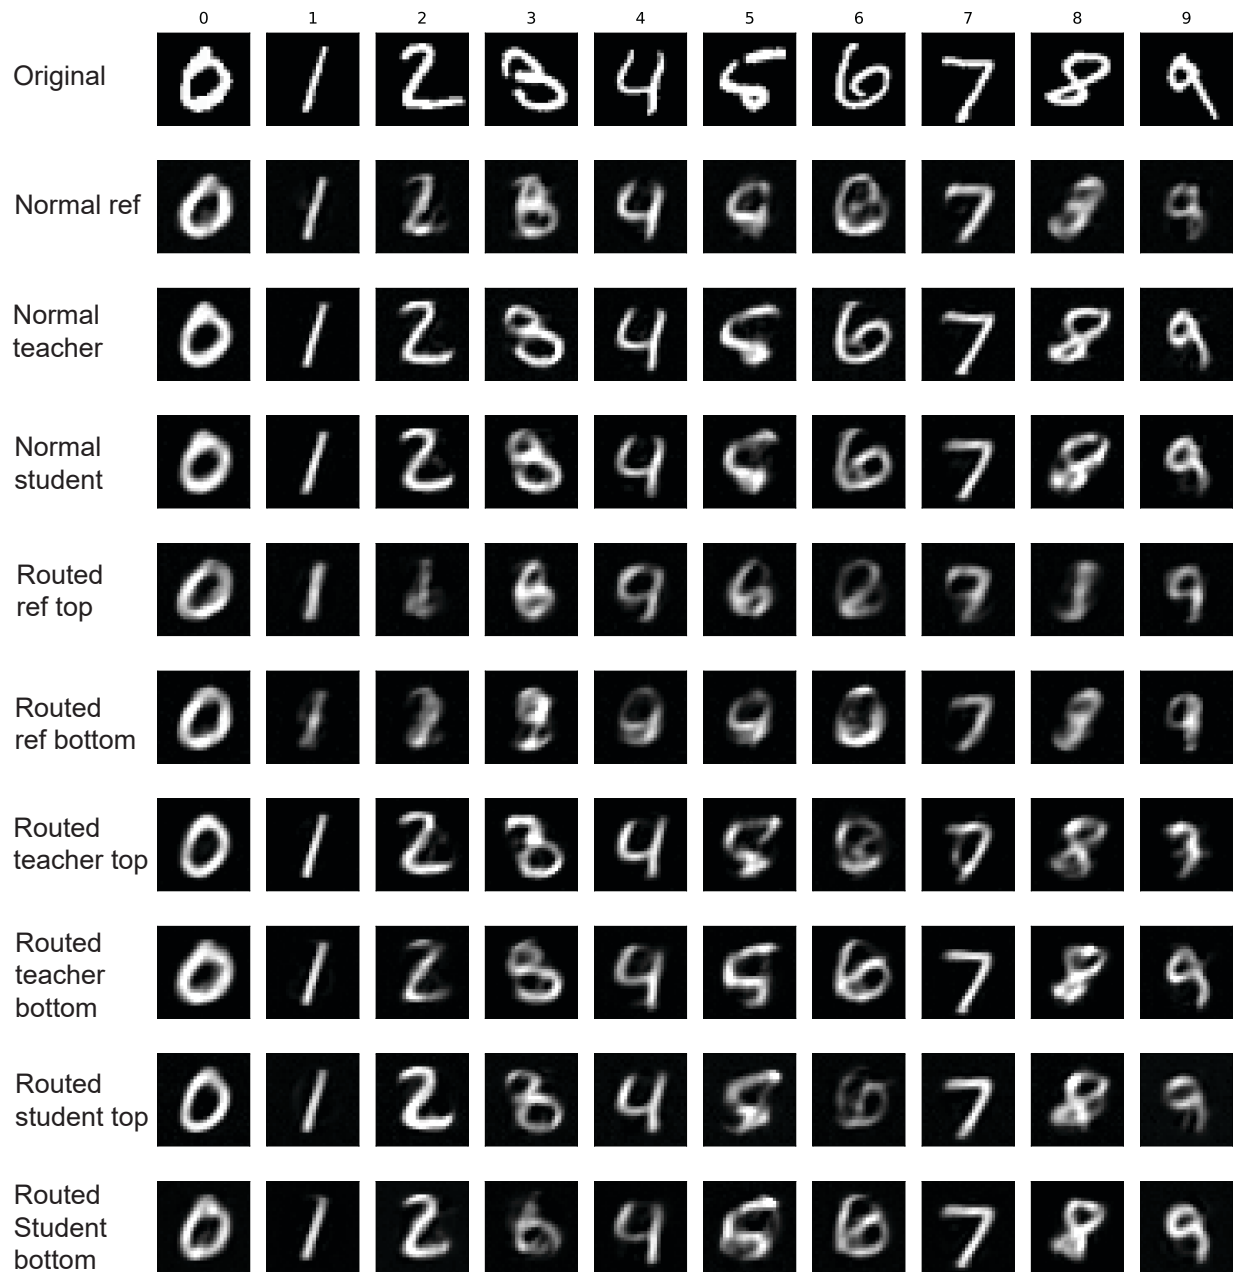 0 1 2 3 4 5 6 7 8 9
Original
Normal ref
Normal
teacher
Normal
student
Routed
ref top
Routed
ref bottom
Routed
teacher top
Routed
teacher
bottom
Routed
student top
Routed
Student
bottom